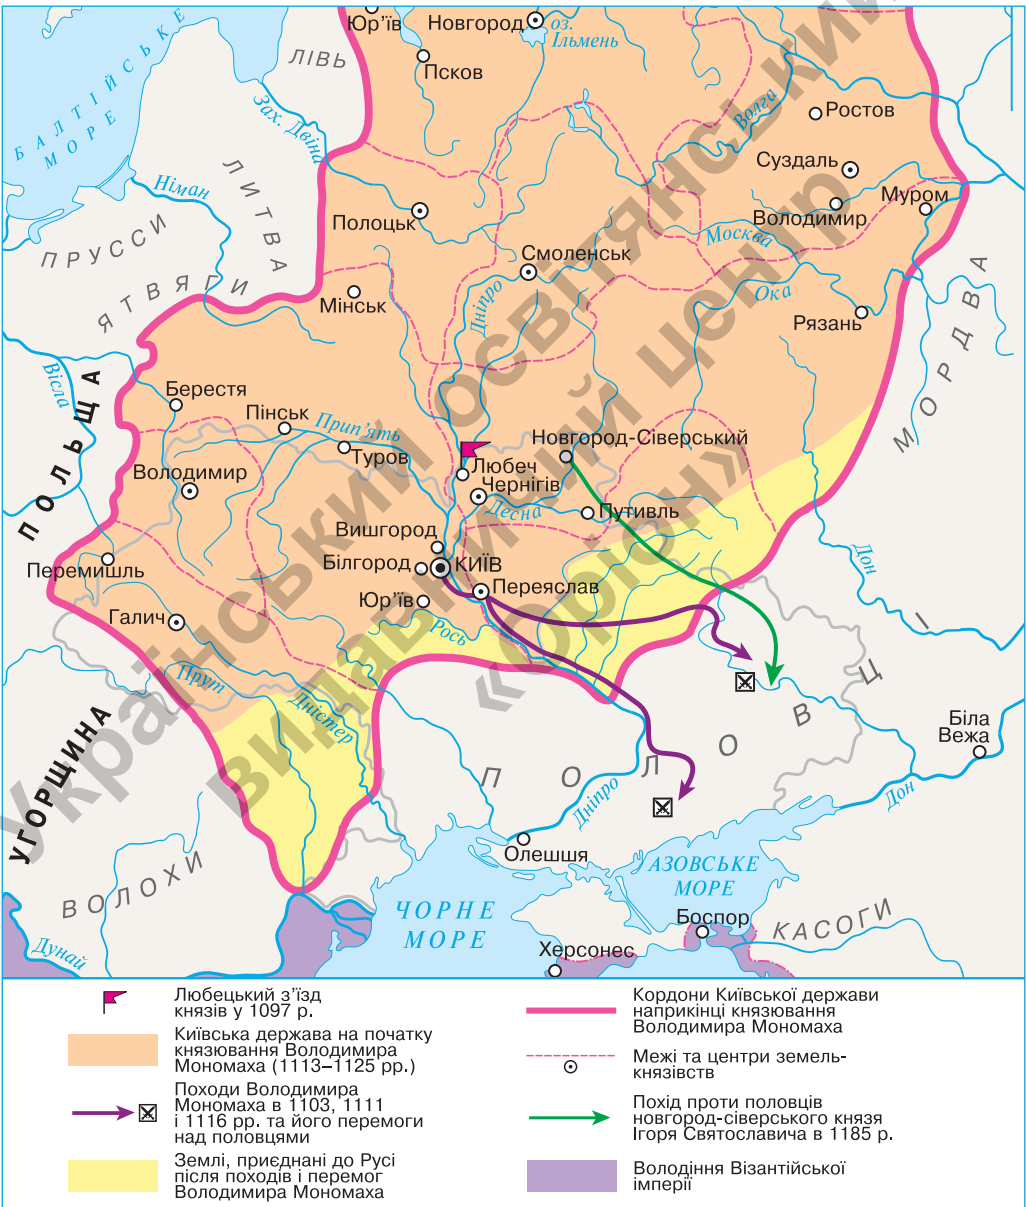 БАЛТІЙСЬКЕ
МОРЕ
Юр’їв
Новгород
оз.
Ільмень
Псков
ЛІВЬ
Зах. Двіна
Волга
Ростов
Суздаль
Муром
Володимир
Москва
Німан
ЛИТВА
ПРУССИ
ЯТВЯГИ
Полоцьк
Смоленськ
Мінськ
Дніпро
Ока
Рязань
МОРДВА
Вісла
ПОЛЬЩА
Берестя
Пінськ
Прип’ять
Туров
Володимир
Новгород-Сіверський
Любеч
Чернігів
Десна
Путивль
Вишгород
Білгород
КИЇВ
Переяслав
Перемишль
Галич
Юр’їв
Рось
Дон
Прут
Дністер
ПОЛОВЦІ
Біла
Вежа
УГОРЩИНА
Дніпро
Дон
Олешшя
АЗОВСЬКЕ
МОРЕ
ВОЛОХИ
ЧОРНЕ
МОРЕ
Боспор
КАСОГИ
Херсонес
Дунай
Український освітянський
видавничий центр
«Оріон»
Любецький з’їзд
князів у 1097 р.
Київська держава на початку
князювання Володимира
Мономаха (1113–1125 рр.)
Походи Володимира
Мономаха в 1103, 1111
і 1116 рр. та його перемоги
над половцями
Землі, приєднані до Русі
після походів і перемог
Володимира Мономаха
Кордони Київської держави
наприкінці князювання
Володимира Мономаха
Межі та центри земель-
князівств
Похід проти половців
новгород-сіверського князя
Ігоря Святославича в 1185 р.
Володіння Візантійської
імперії